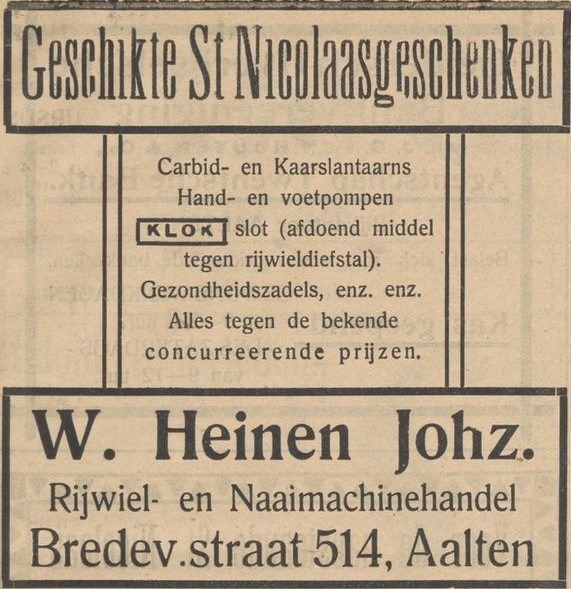 Geschikte St Nicolaasgeschenken
Carbid- en Kaarslantaarns
Hand- en voetpompen
KLOK slot (afdoend middel
tegen rijwieldiefstal).
Gezondheidszadels, enz. enz.
Alles tegen de bekende
concurreerende prijzen.
W. Heinen Johz.
Rijwiel- en Naaimachinehandel
Bredev.straat 514, Aalten